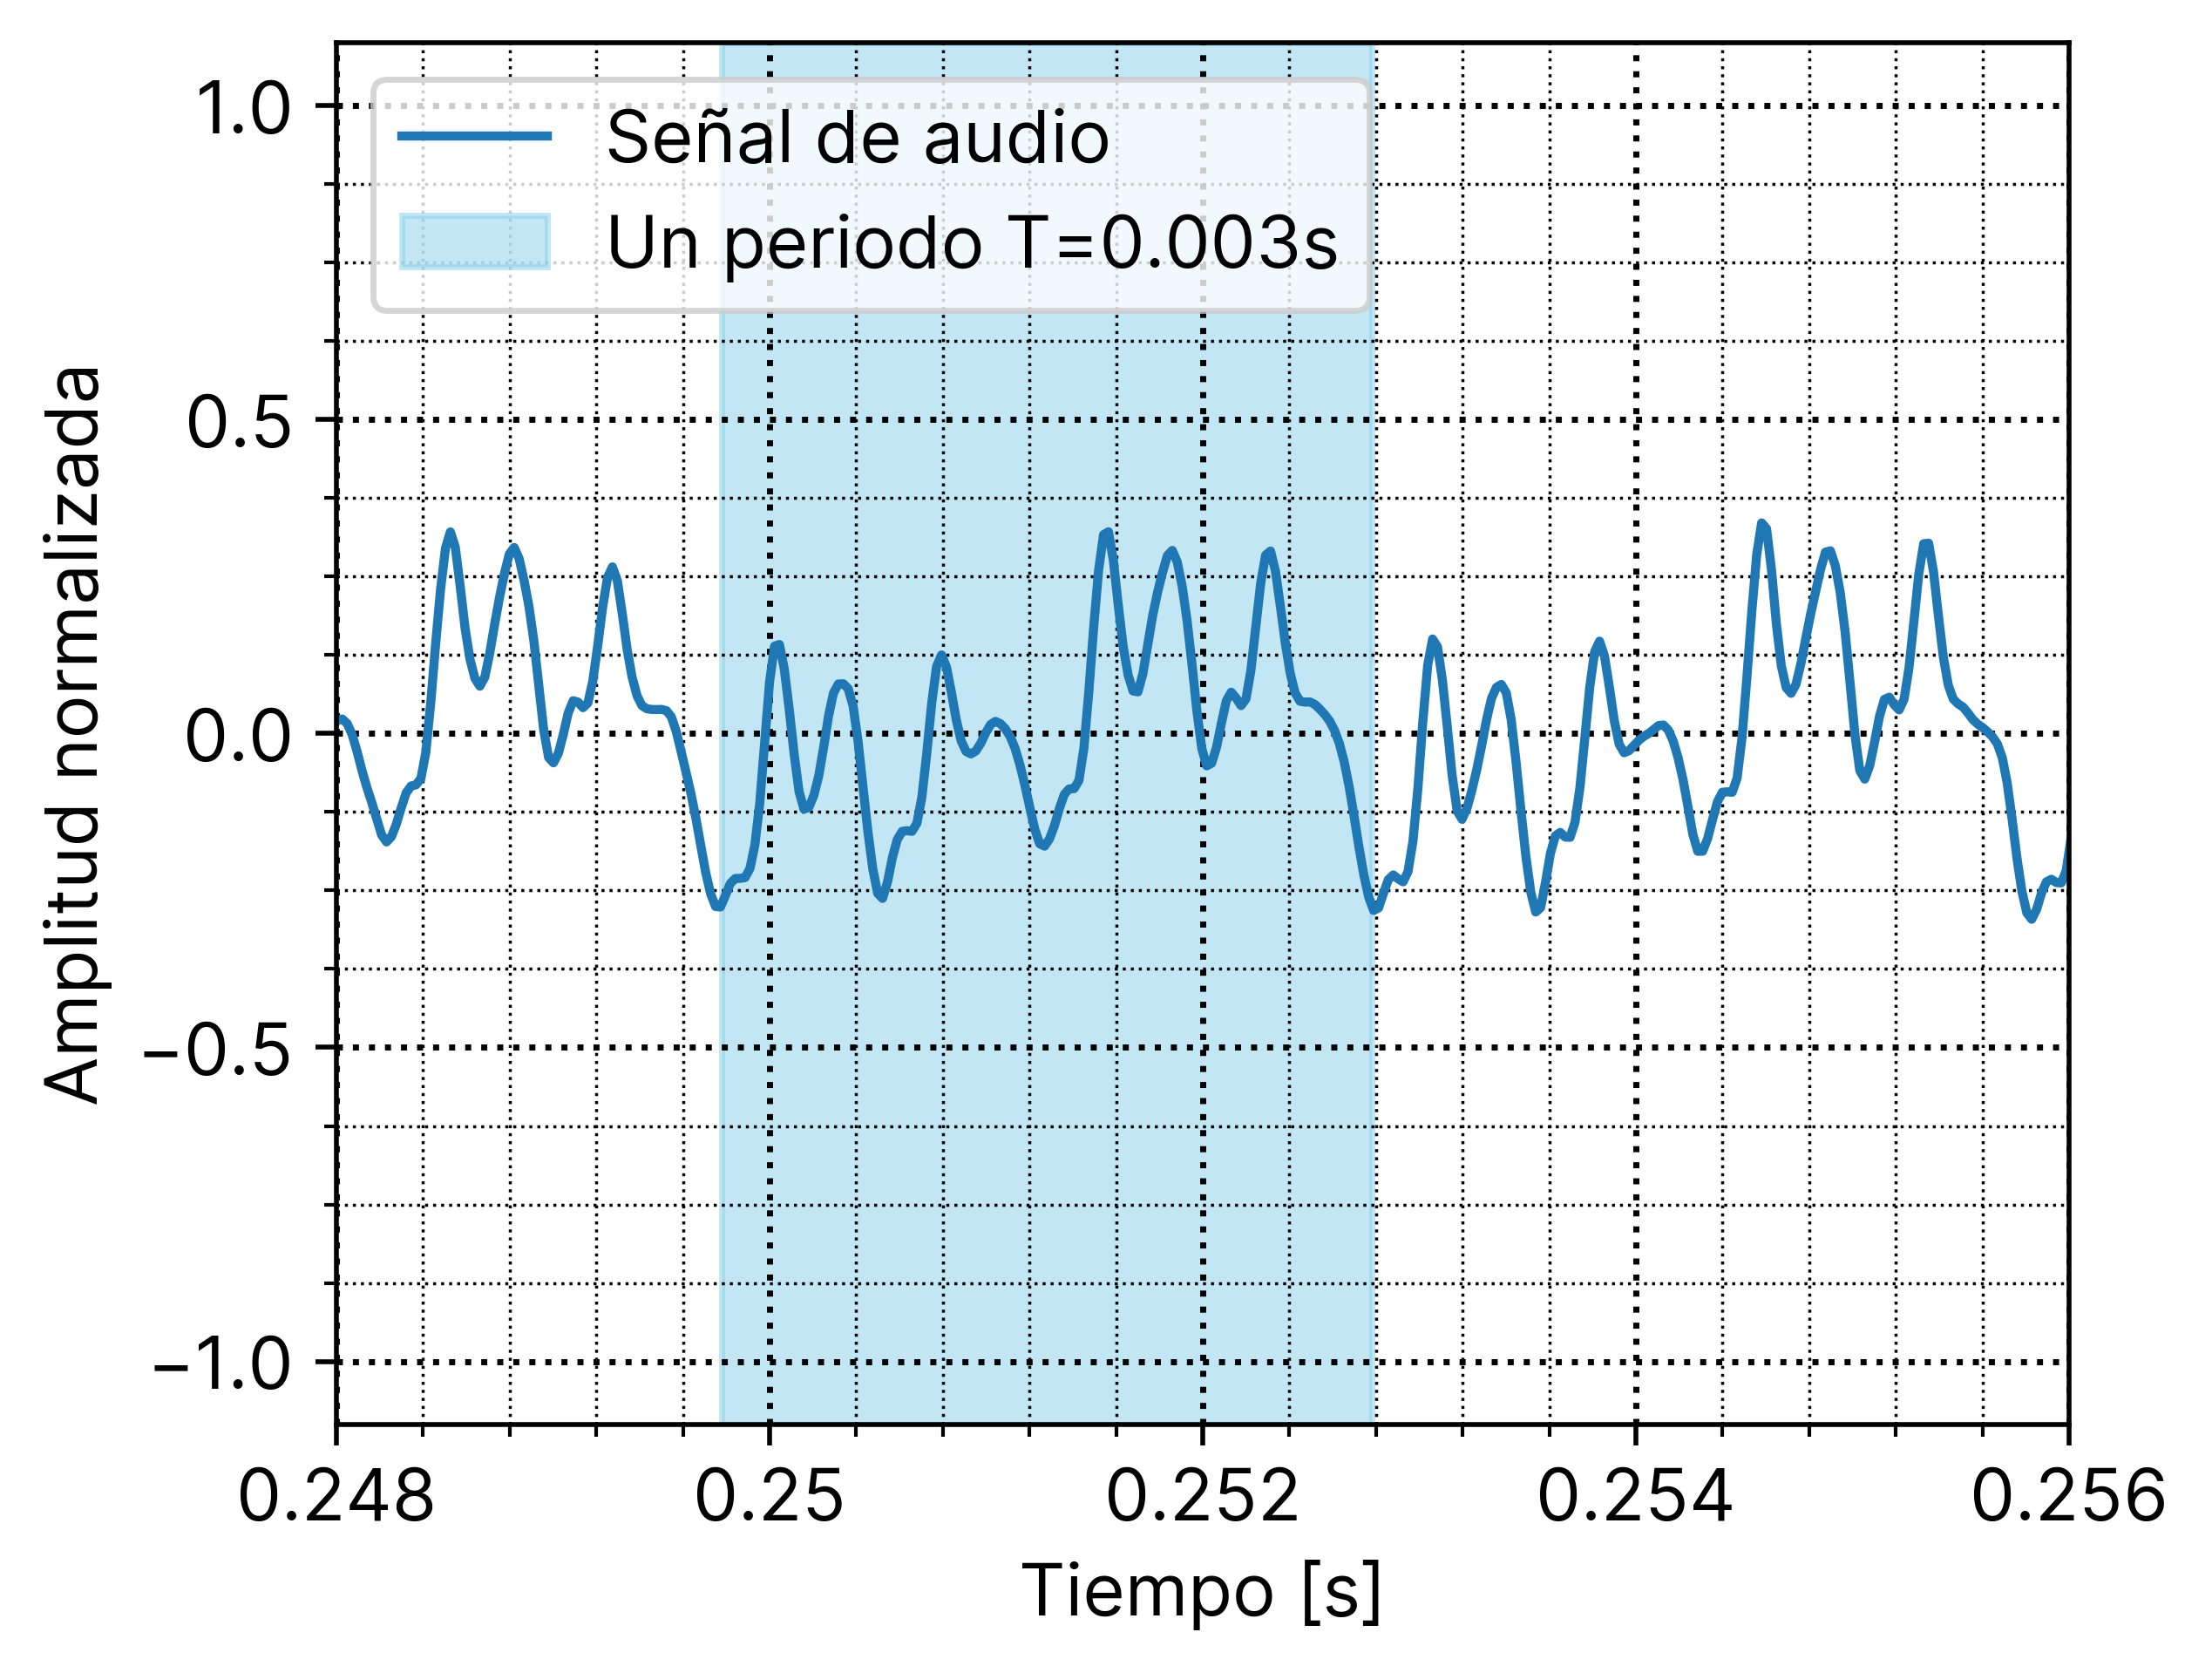 Señal de audio
Un periodo T=0.003s
1.0
0.5
0.0
−0.5
−1.0
Amplitud normalizada
0.248 0.25 0.252 0.254 0.256
Tiempo [s]